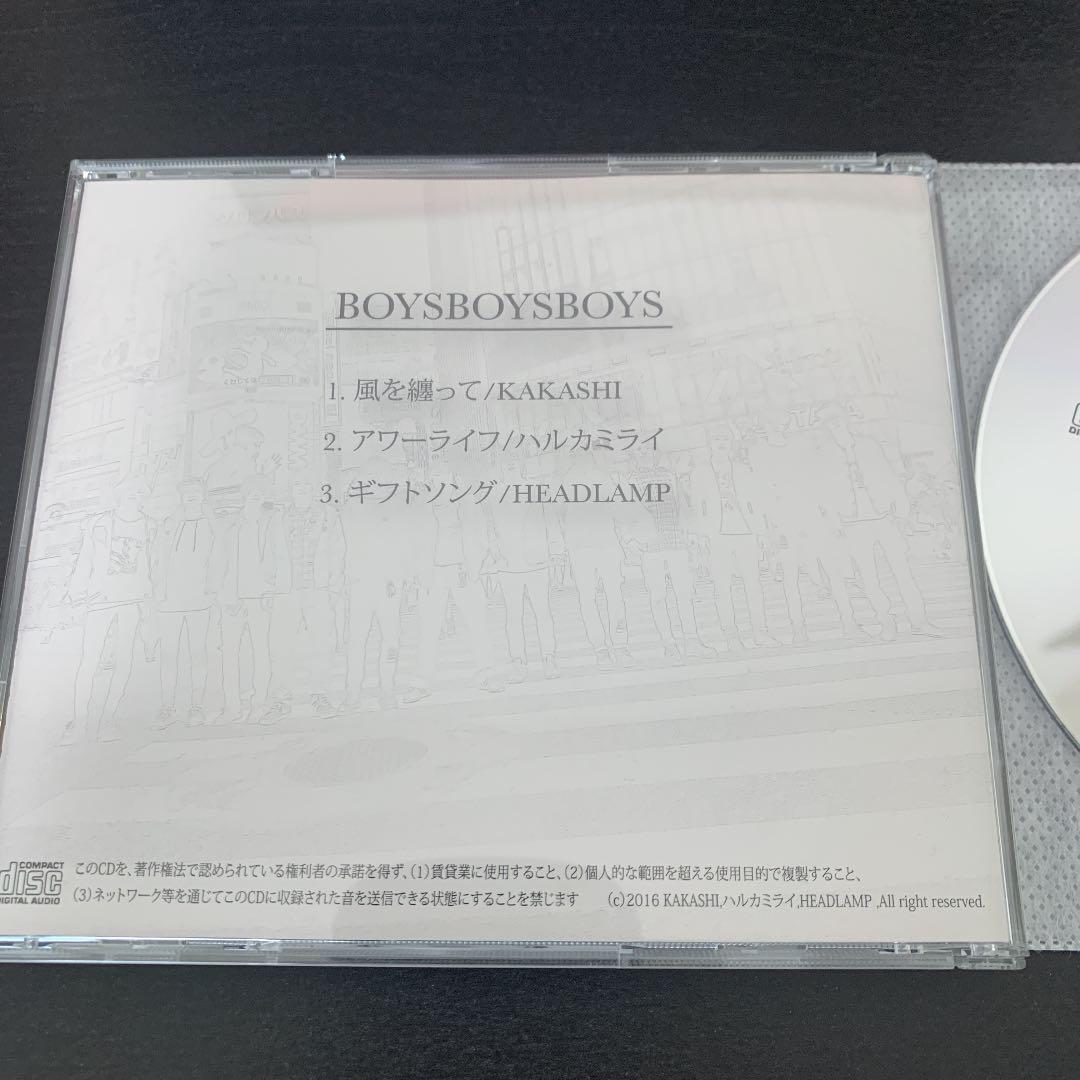 BOYSBOYSBOYS
1. 風を纏って/KAKASHI
2. アワーライフ/ハルカミライ
3. ギフトソング/HEADLAMP
COMPACT
disc
DIGITAL AUDIO
このCDを、著作権法で認められている権利者の承諾を得ず、(1)賃貸業に使用すること、(2)個人的な範囲を超える使用目的で複製すること、
(3)ネットワーク等を通じてこのCDに収録された音を送信できる状態にすることを禁じます (c)2016 KAKASHI,ハルカミライ,HEADLAMP ,All right reserved.